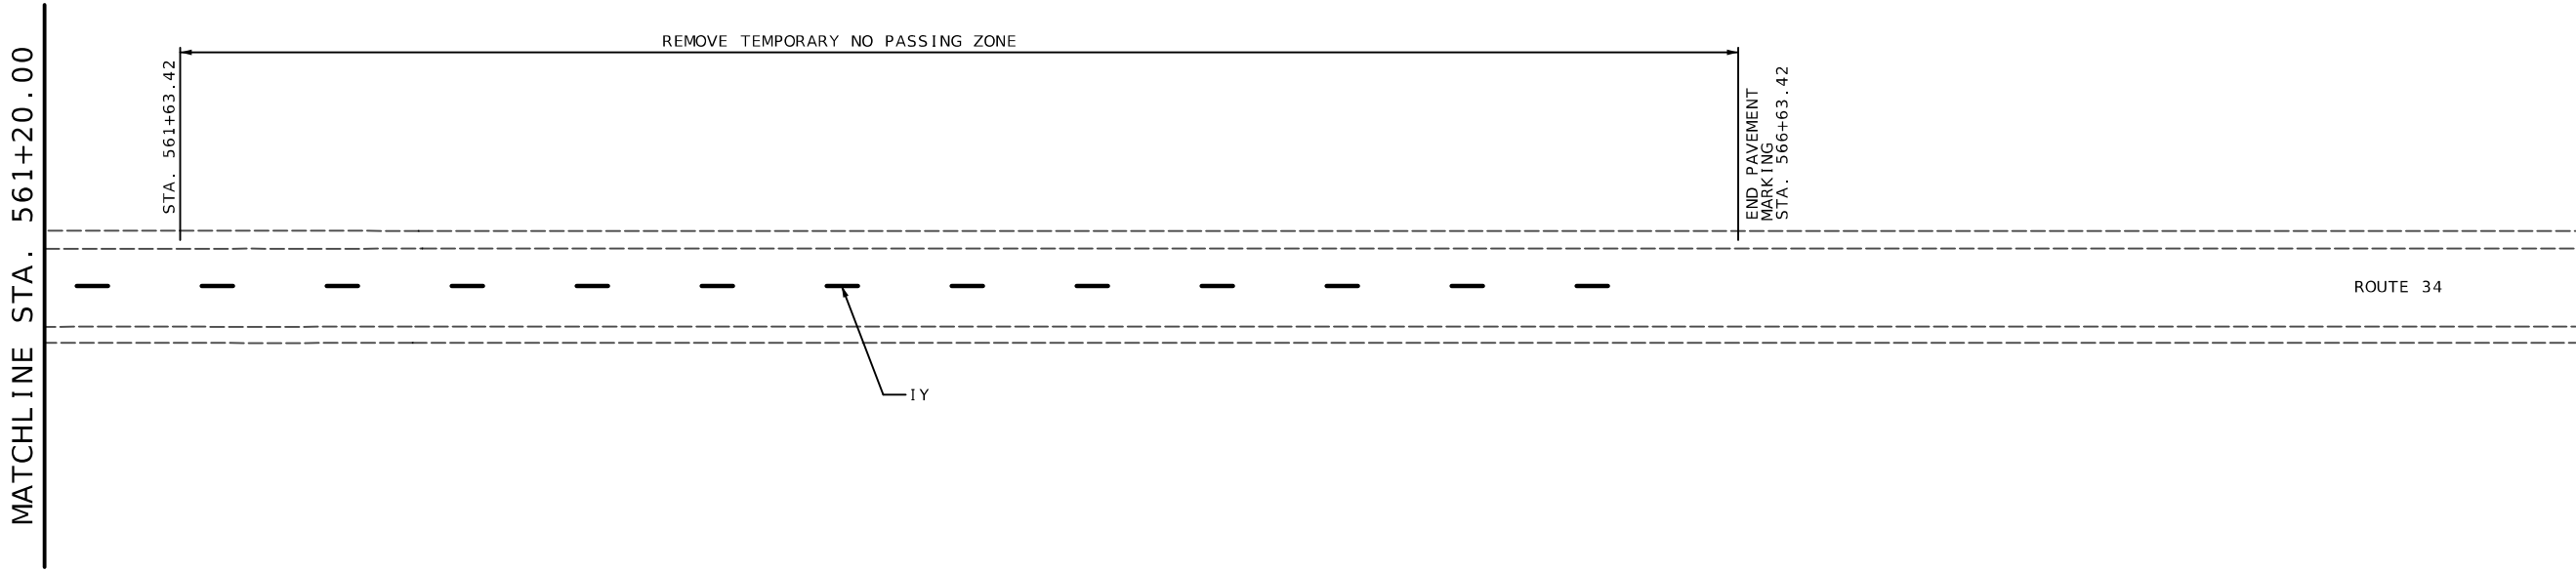 MATCHLINE STA. 561+20.00
REMOVE TEMPORARY NO PASSING ZONE
STA. 561+63.42
END PAVEMENT
MARKING
STA. 566+63.42
ROUTE 34
IY